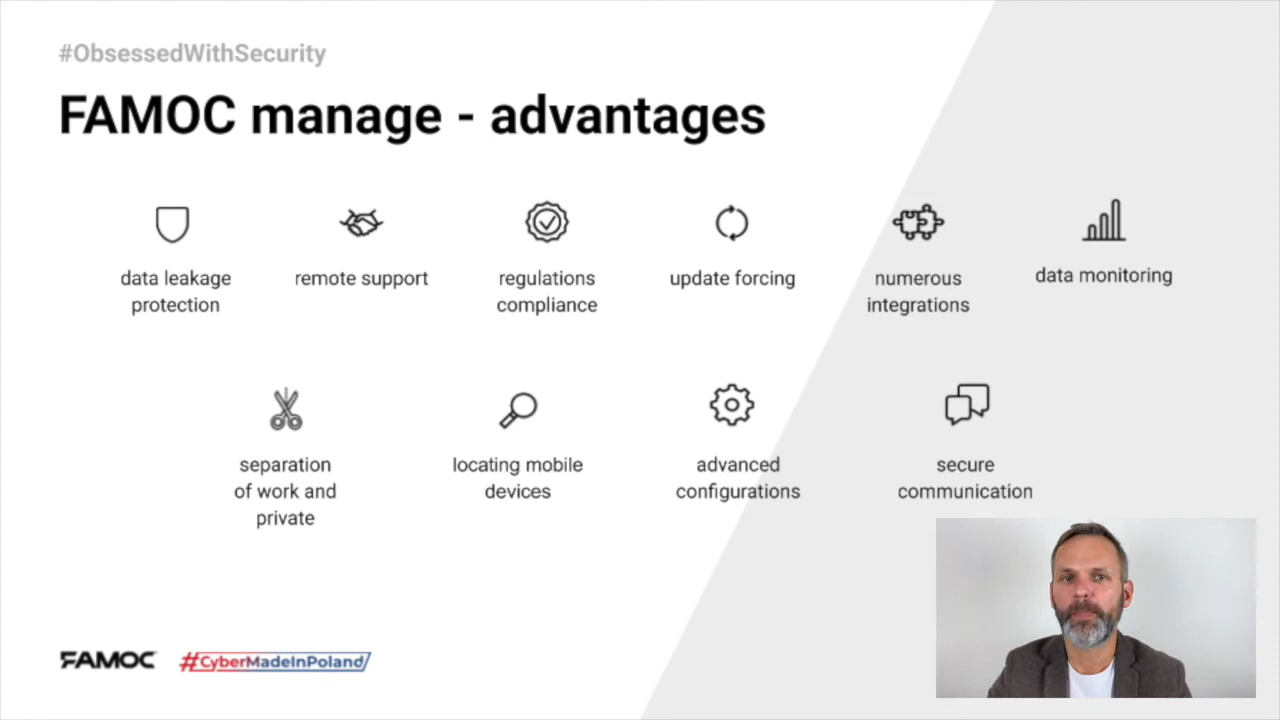 #ObsessedWithSecurity
FAMOC manage - advantages
data leakage
protection
remote support
regulations
compliance
update forcing
numerous
integrations
data monitoring
separation
of work and
private
locating mobile
devices
advanced
configurations
secure
communication
FAMOC
#CyberMadeInPoland